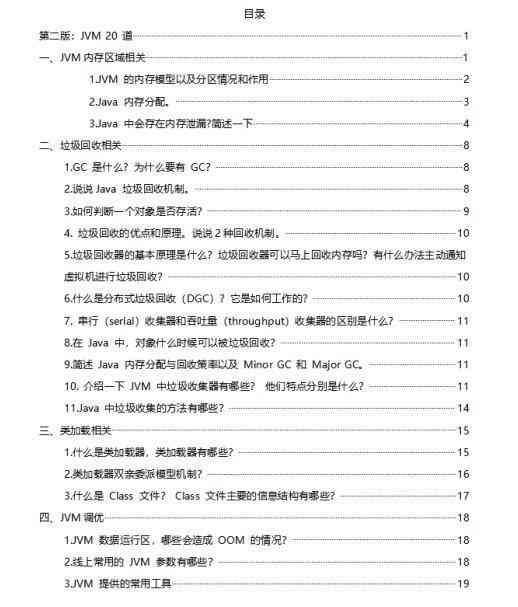 目录
第二版：JVM 20 道 1
一、JVM 内存区域相关 1
1.JVM 的内存模型以及分区情况和作用 2
2.Java 内存分配。 3
3.Java 中会存在内存泄漏?简述一下 4
二、垃圾回收相关 8
1.GC 是什么？为什么要有 GC？ 8
2.说说 Java 垃圾回收机制。 8
3.如何判断一个对象是否存活？ 9
4. 垃圾回收的优点和原理。说说 2 种回收机制。 10
5.垃圾回收器的基本原理是什么？垃圾回收器可以马上回收内存吗？有什么办法主动通知
虚拟机进行垃圾回收？ 10
6.什么是分布式垃圾回收（DGC）？它是如何工作的？ 10
7. 串行（serial）收集器和吞吐量（throughput）收集器的区别是什么？ 11
8.在 Java 中，对象什么时候可以被垃圾回收？ 11
9.简述 Java 内存分配与回收策率以及 Minor GC 和 Major GC。 11
10. 介绍一下 JVM 中垃圾收集器有哪些？ 他们特点分别是什么？ 11
11.Java 中垃圾收集的方法有哪些？ 14
三、类加载相关 15
1.什么是类加载器，类加载器有哪些？ 15
2.类加载器双亲委派模型机制？ 16
3.什么是 Class 文件？ Class 文件主要的信息结构有哪些？ 17
四、JVM 调优 18
1.JVM 数据运行区，哪些会造成 OOM 的情况？ 18
2.线上常用的 JVM 参数有哪些？ 18
3.JVM 提供的常用工具 19